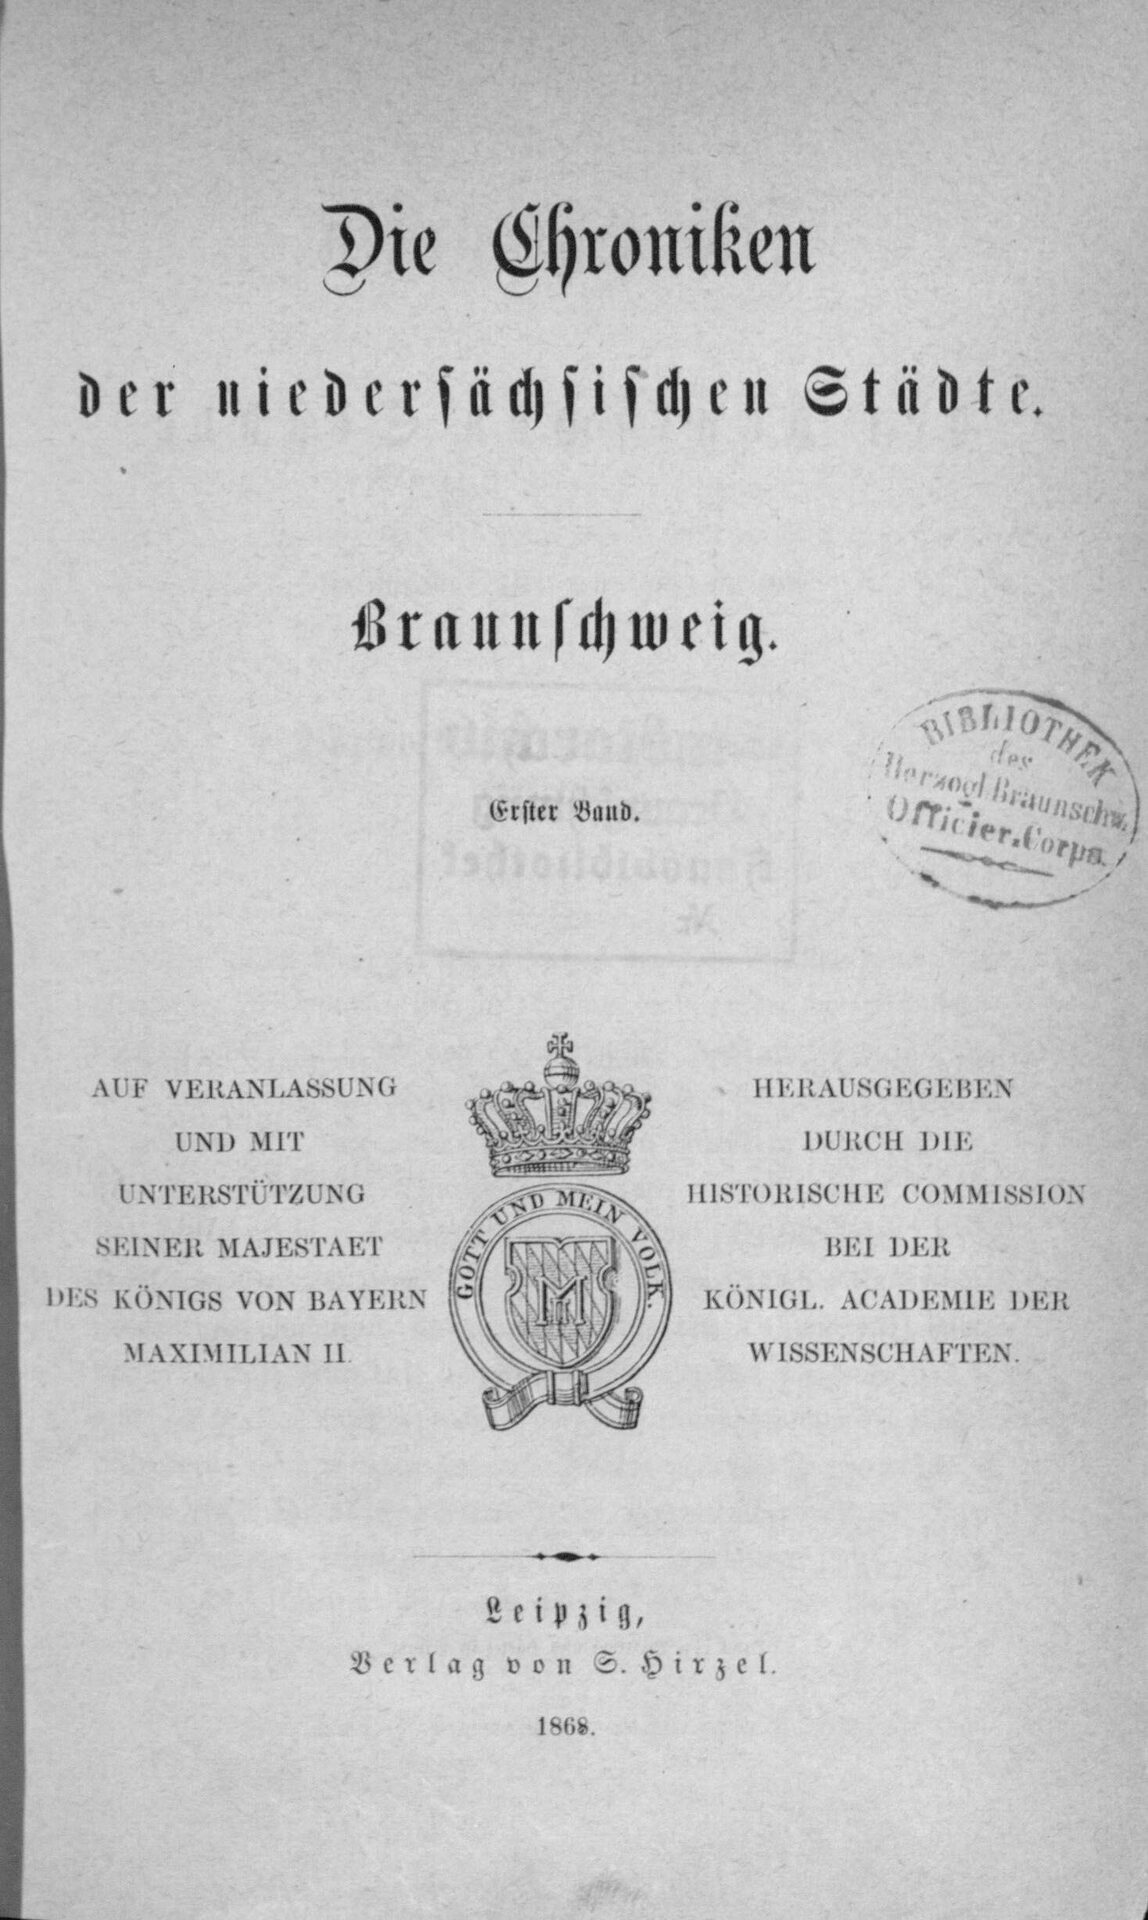 Die Chroniken
der niedersächsischen Städte.
Braunschweig.
Erster Band.
BIBLIOTHEK
des
Herzogl. Braunschw.
Officier-Corps.
AUF VERANLASSUNG
UND MIT
UNTERSTÜTZUNG
SEINER MAJESTAET
DES KÖNIGS VON BAYERN
MAXIMILIAN II.
GOTT UND MEIN VOLK.
M
HERAUSGEGEBEN
DURCH DIE
HISTORISCHE COMMISSION
BEI DER
KÖNIGL. ACADEMIE DER
WISSENSCHAFTEN.
Leipzig,
Verlag von S. Hirzel.
1868.